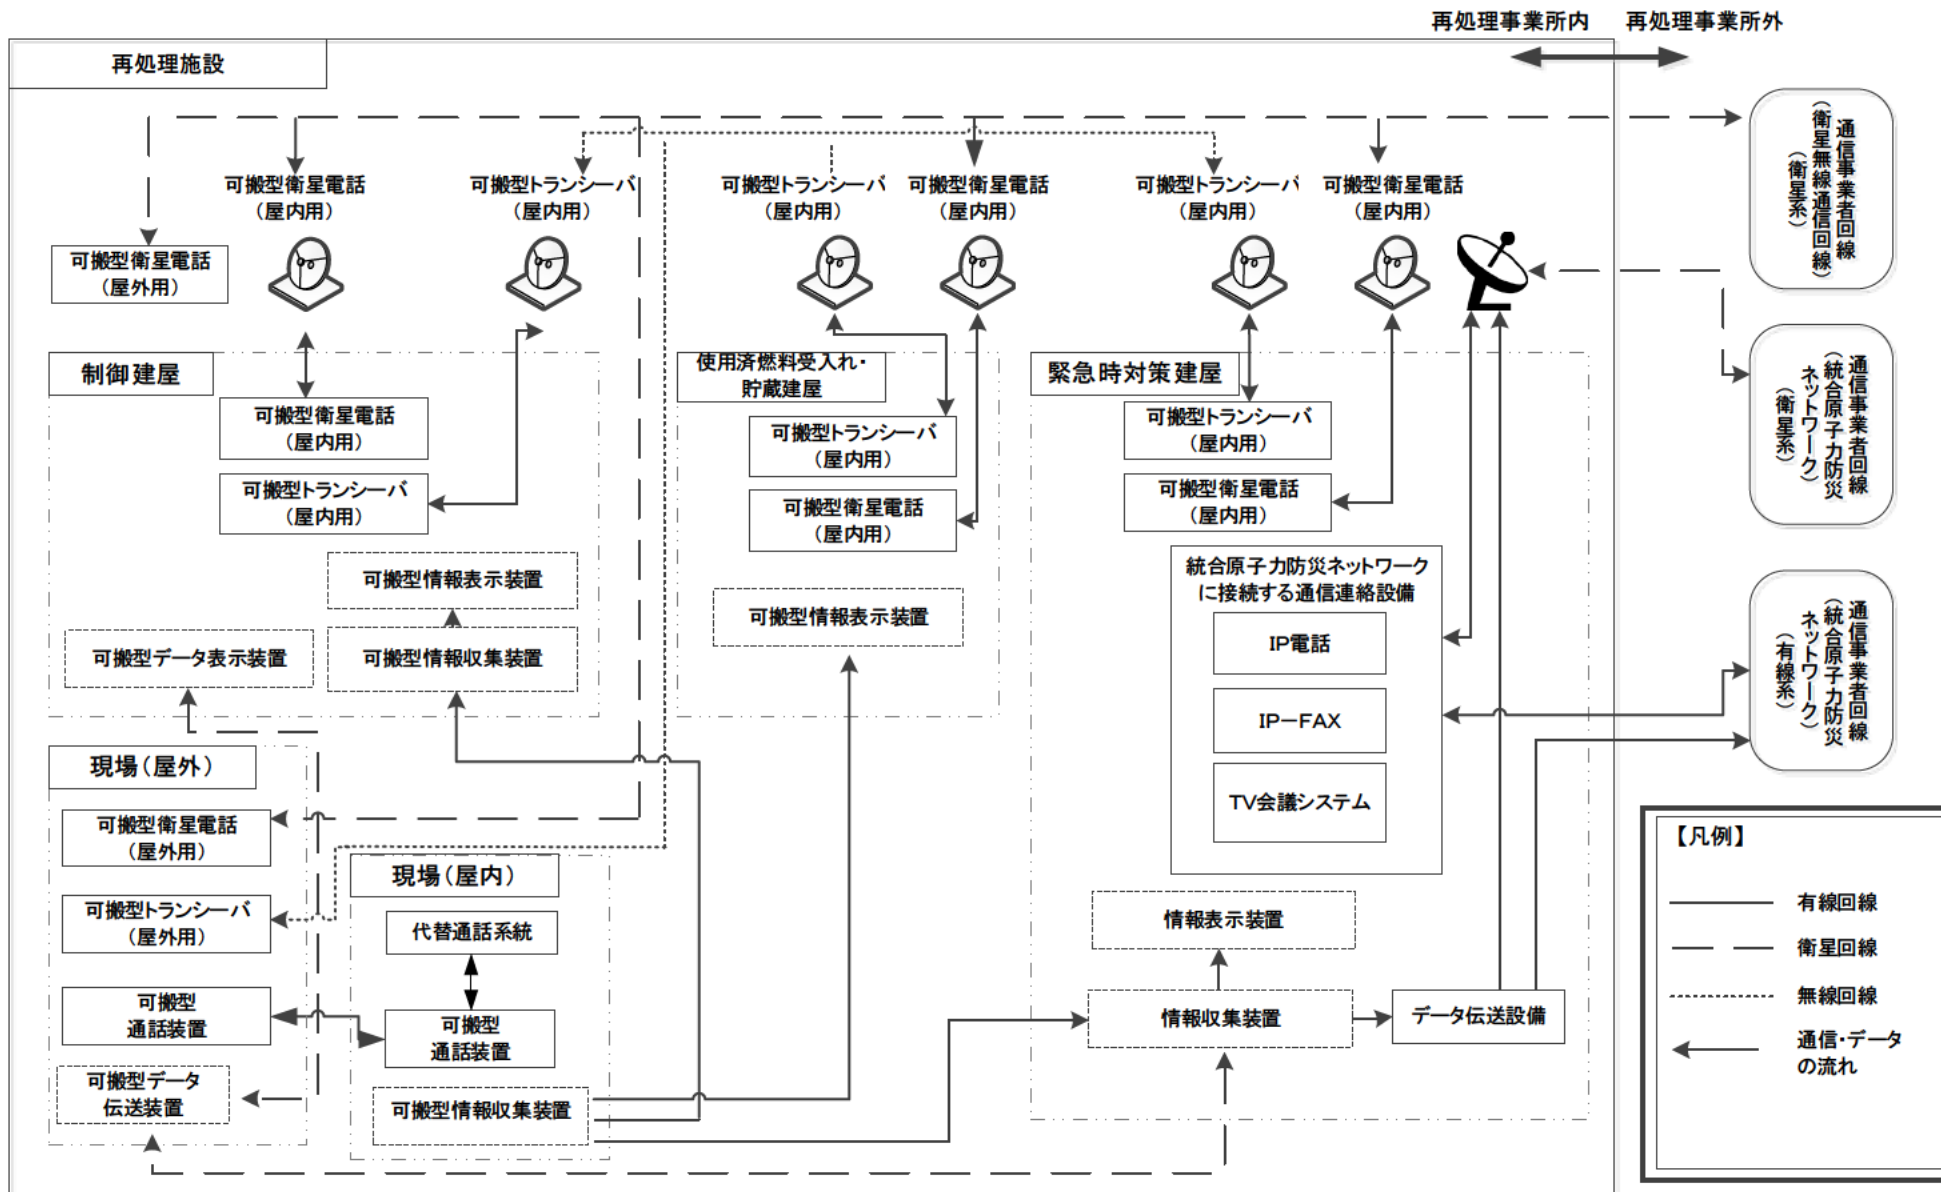 再処理事業所内
再処理事業所外
再処理施設
可搬型衛星電話
（屋内用）
可搬型トランシーバ
（屋内用）
可搬型トランシーバ
（屋内用）
可搬型衛星電話
（屋内用）
可搬型トランシーバ
（屋内用）
可搬型衛星電話
（屋内用）
可搬型衛星電話
（屋外用）
通信事業者回線
（衛星無線通信回線）
（衛星系）
制御建屋
可搬型衛星電話
（屋内用）
可搬型トランシーバ
（屋内用）
可搬型情報表示装置
可搬型データ表示装置
可搬型情報収集装置
使用済燃料受入れ・
貯蔵建屋
可搬型トランシーバ
（屋内用）
可搬型衛星電話
（屋内用）
可搬型情報表示装置
緊急時対策建屋
可搬型トランシーバ
（屋内用）
可搬型衛星電話
（屋内用）
統合原子力防災ネットワーク
に接続する通信連絡設備
IP電話
IP－FAX
TV会議システム
情報表示装置
情報収集装置
データ伝送設備
通信事業者回線
（統合原子力防災
ネットワーク）
（衛星系）
通信事業者回線
（統合原子力防災
ネットワーク）
（有線系）
現場（屋外）
可搬型衛星電話
（屋外用）
可搬型トランシーバ
（屋外用）
可搬型
通話装置
可搬型データ
伝送装置
現場（屋内）
代替通話系統
可搬型
通話装置
可搬型情報収集装置
【凡例】
有線回線
衛星回線
無線回線
通信・データ
の流れ